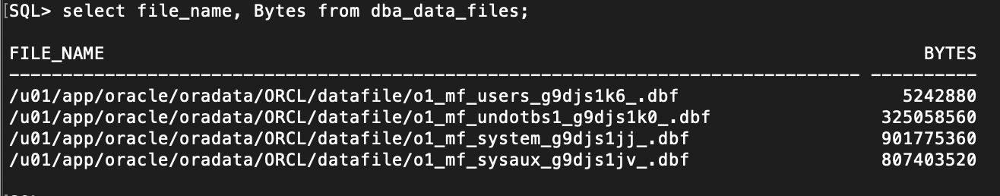 [SQL> select file_name, Bytes from dba_data_files;
FILE_NAME BYTES
-------------------------------------------------------------------------------- ----------
/u01/app/oracle/oradata/ORCL/datafile/o1_mf_users_g9djs1k6_.dbf 5242880
/u01/app/oracle/oradata/ORCL/datafile/o1_mf_undotbs1_g9djs1k0_.dbf 325058560
/u01/app/oracle/oradata/ORCL/datafile/o1_mf_system_g9djs1jj_.dbf 901775360
/u01/app/oracle/oradata/ORCL/datafile/o1_mf_sysaux_g9djs1jv_.dbf 807403520